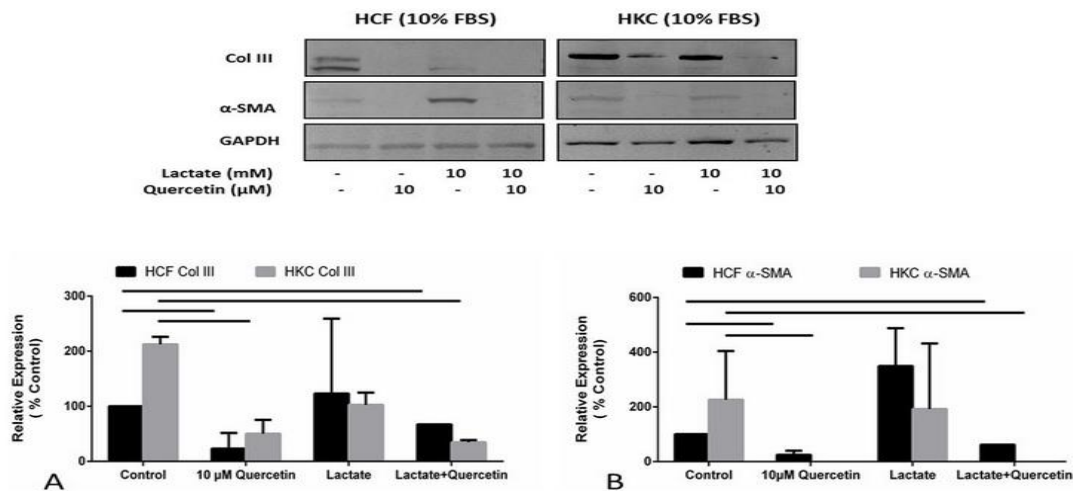 HCF (10% FBS) HKC (10% FBS)
Col III
α-SMA
GAPDH
Lactate (mM) - - 10 10 - - 10 10
Quercetin (μM) - 10 - 10 - 10 - 10
HCF Col III HKC Col III
Relative Expression
( % Control)
300
200
100
0
Control 10 μM Quercetin Lactate Lactate+Quercetin
A
HCF α-SMA HKC α-SMA
Relative Expression
( % Control)
600
400
200
0
Control 10μM Quercetin Lactate Lactate+Quercetin
B